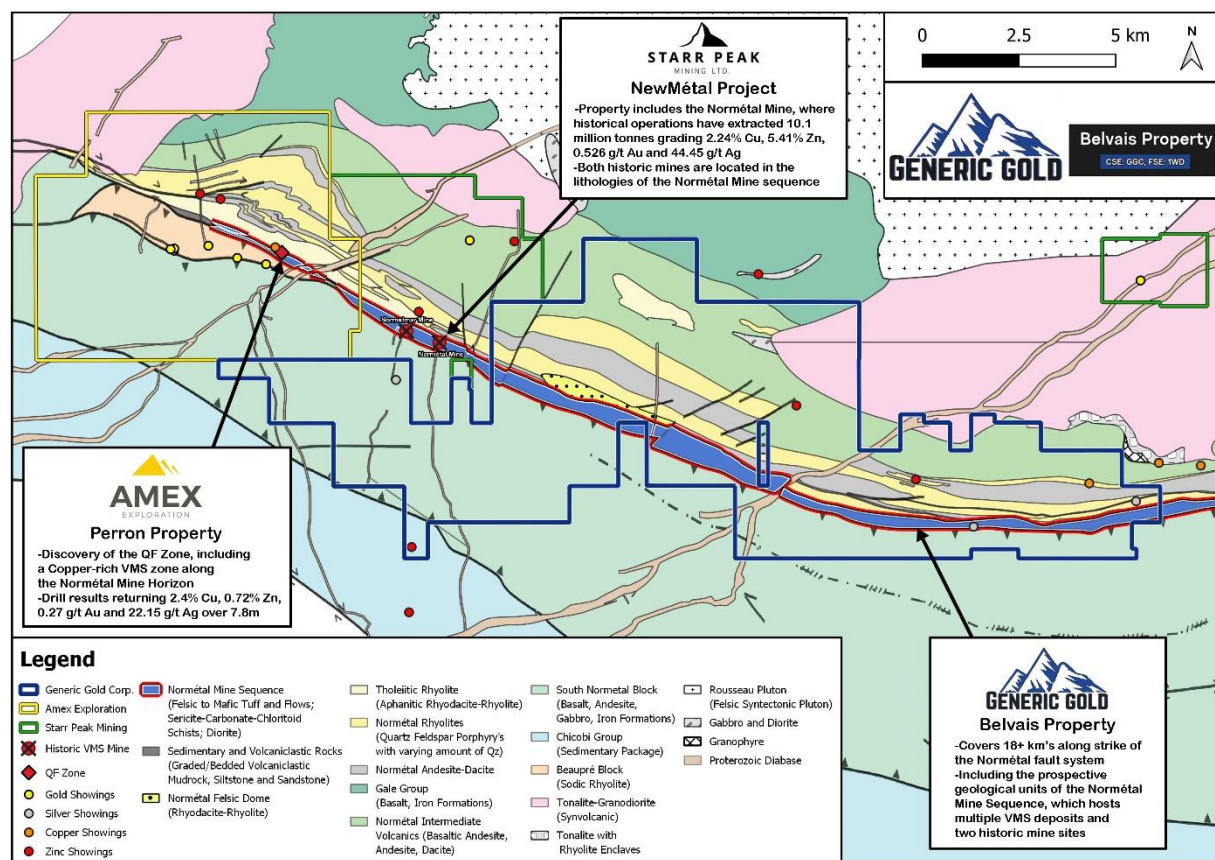 STARR PEAK
MINING LTD.
NewMétal Project
-Property includes the Normétal Mine, where
historical operations have extracted 10.1
million tonnes grading 2.24% Cu, 5.41% Zn,
0.526 g/t Au and 44.45 g/t Ag
-Both historic mines are located in the
lithologies of the Normétal Mine sequence
0 2.5 5 km
N
GENERIC GOLD
Belvais Property
CSE: GGC, FSE: 1WD
Normetmar Mine
Normétal Mine
AMEX
EXPLORATION
Perron Property
-Discovery of the QF Zone, including
a Copper-rich VMS zone along
the Normétal Mine Horizon
-Drill results returning 2.4% Cu, 0.72% Zn,
0.27 g/t Au and 22.15 g/t Ag over 7.8m
GENERIC GOLD
Belvais Property
-Covers 18+ km's along strike of
the Normétal fault system
-Including the prospective
geological units of the Normétal
Mine Sequence, which hosts
multiple VMS deposits and
two historic mine sites
Legend
Generic Gold Corp.
Amex Exploration
Starr Peak Mining
Historic VMS Mine
QF Zone
Gold Showings
Silver Showings
Copper Showings
Zinc Showings
Normétal Mine Sequence
(Felsic to Mafic Tuff and Flows;
Sericite-Carbonate-Chloritoid
Schists; Diorite)
Sedimentary and Volcaniclastic Rocks
(Graded/Bedded Volcaniclastic
Mudrock, Siltstone and Sandstone)
Normétal Felsic Dome
(Rhyodacite-Rhyolite)
Tholeiitic Rhyolite
(Aphanitic Rhyodacite-Rhyolite)
Normétal Rhyolites
(Quartz Feldspar Porphyry's
with varying amount of Qz)
Normétal Andesite-Dacite
Gale Group
(Basalt, Iron Formations)
Normétal Intermediate
Volcanics (Basaltic Andesite,
Andesite, Dacite)
South Normetal Block
(Basalt, Andesite,
Gabbro, Iron Formations)
Chicobi Group
(Sedimentary Package)
Beaupré Block
(Sodic Rhyolite)
Tonalite-Granodiorite
(Synvolcanic)
Tonalite with
Rhyolite Enclaves
Rousseau Pluton
(Felsic Syntectonic Pluton)
Gabbro and Diorite
Granophyre
Proterozoic Diabase